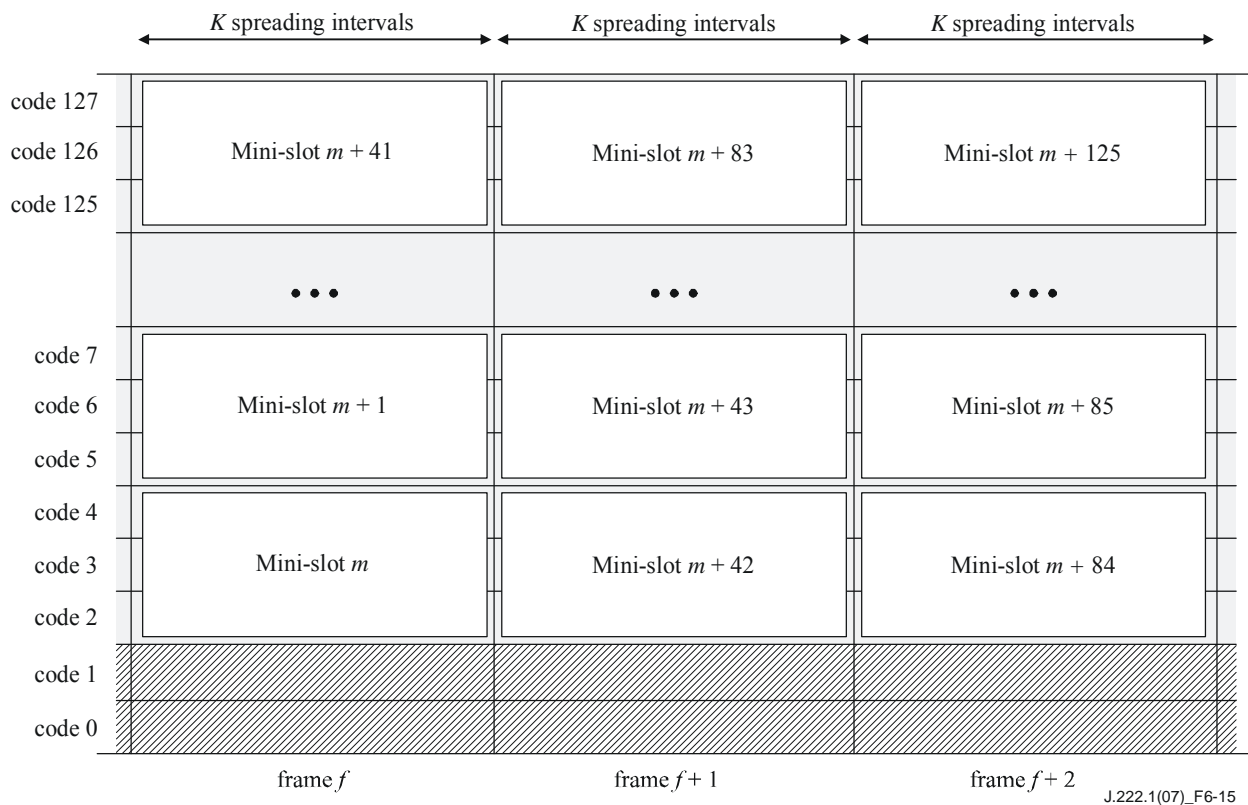 K spreading intervals K spreading intervals K spreading intervals
code 127
code 126 Mini-slot m + 41 Mini-slot m + 83 Mini-slot m + 125
code 125
••• ••• •••
code 7
code 6 Mini-slot m + 1 Mini-slot m + 43 Mini-slot m + 85
code 5
code 4
code 3 Mini-slot m Mini-slot m + 42 Mini-slot m + 84
code 2
code 1
code 0
frame f frame f + 1 frame f + 2
J.222.1(07)_F6-15